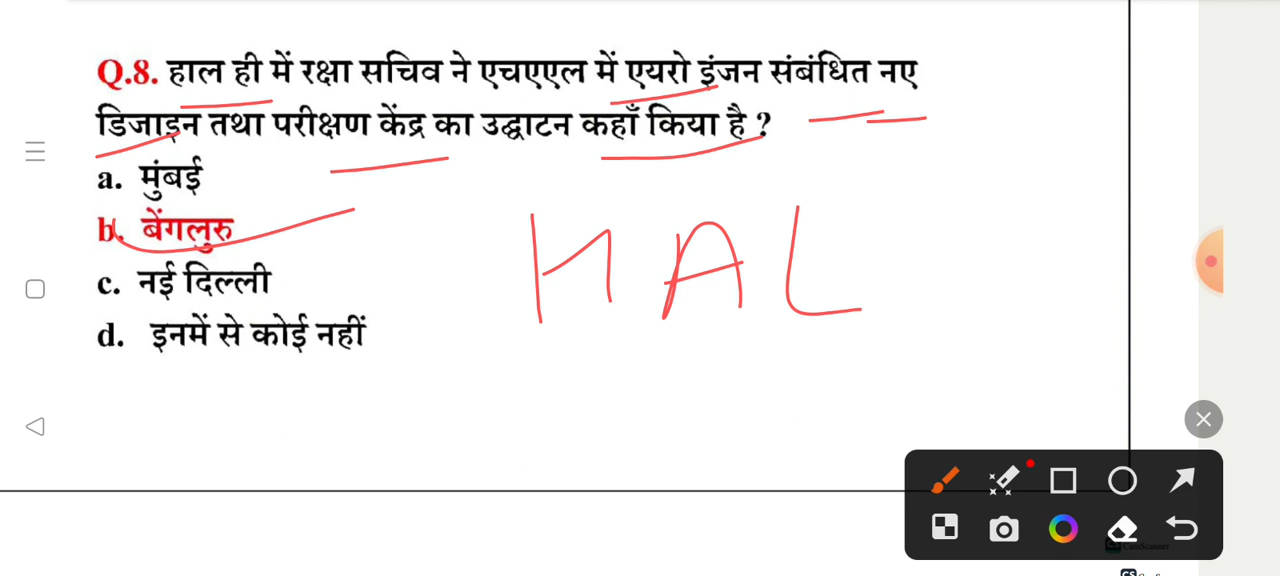 Q.8. हाल ही में रक्षा सचिव ने एचएएल में एयरो इंजन संबंधित नए
डिजाइन तथा परीक्षण केंद्र का उद्घाटन कहाँ किया है ?
a. मुंबई
b. बेंगलुरु
c. नई दिल्ली
d. इनमें से कोई नहीं
HAL